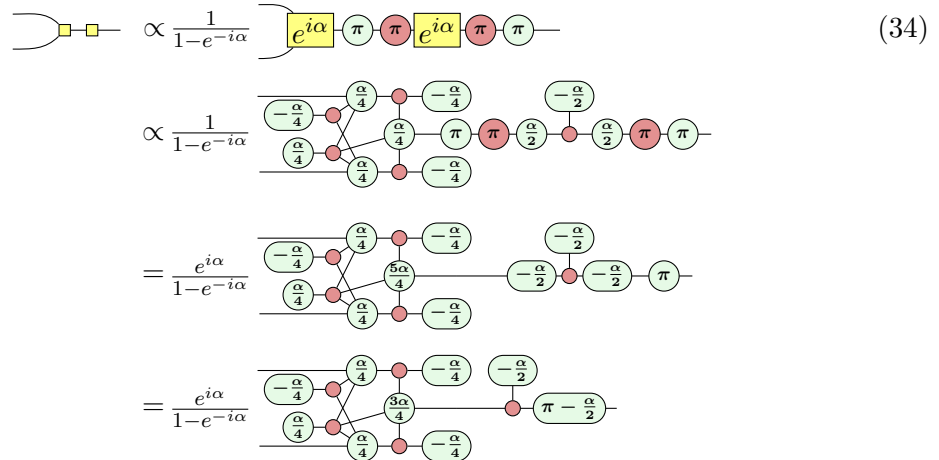 ∝ 1/(1−e^{−iα}) e^{iα} π π e^{iα} π π (34)
α/4 −α/4 −α/2
−α/4
∝ 1/(1−e^{−iα}) α/4 π π α/2 α/2 π π
α/4
α/4 −α/4
α/4 −α/4 −α/2
−α/4
= e^{iα}/(1−e^{−iα}) 5α/4 −α/2 −α/2 π
α/4
α/4 −α/4
α/4 −α/4 −α/2
−α/4
= e^{iα}/(1−e^{−iα}) 3α/4 π − α/2
α/4
α/4 −α/4